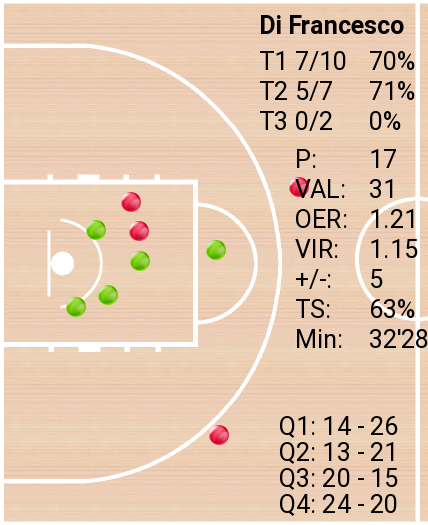 Di Francesco
T1 7/10 70%
T2 5/7 71%
T3 0/2 0%
P: 17
VAL: 31
OER: 1.21
VIR: 1.15
+/-: 5
TS: 63%
Min: 32'28
Q1: 14 - 26
Q2: 13 - 21
Q3: 20 - 15
Q4: 24 - 20